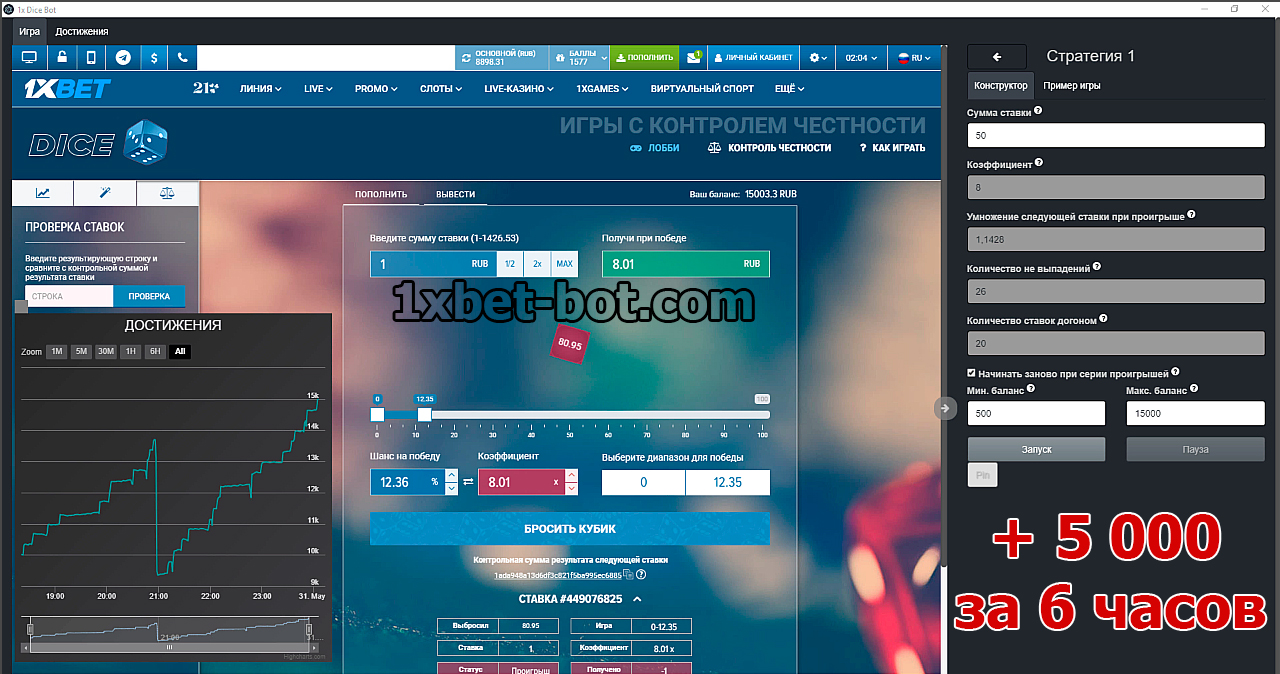 1x Dice Bot
Игра Достижения
ОСНОВНОЙ (RUB)
8898.31
БАЛЛЫ
1577
ПОПОЛНИТЬ
1
ЛИЧНЫЙ КАБИНЕТ
02:04
RU
1XBET
21
ЛИНИЯ LIVE PROMO СЛОТЫ LIVE-КАЗИНО 1XGAMES ВИРТУАЛЬНЫЙ СПОРТ ЕЩЁ
DICE
ИГРЫ С КОНТРОЛЕМ ЧЕСТНОСТИ
ЛОББИ КОНТРОЛЬ ЧЕСТНОСТИ ? КАК ИГРАТЬ
ПРОВЕРКА СТАВОК
Введите результирующую строку и
сравните с контрольной суммой
результата ставки
СТРОКА ПРОВЕРКА
ПОПОЛНИТЬ ВЫВЕСТИ Ваш баланс: 15003.3 RUB
Введите сумму ставки (1-1426.53) Получи при победе
1 RUB 1/2 2x MAX 8.01 RUB
1xbet-bot.com
80.95
0 12.35 100
0 10 20 30 40 50 60 70 80 90 100
Шанс на победу Коэффициент Выберите диапазон для победы
12.36 % 8.01 x 0 12.35
БРОСИТЬ КУБИК
Контрольная сумма результата следующей ставки
1ada948a13d6df3c821f5ba995ec6885
СТАВКА #449076825
Выбросил 80.95 Игра 0-12.35
Ставка 1 Коэффициент 8.01 x
Статус Проигрыш Получено -1
ДОСТИЖЕНИЯ
Zoom 1M 5M 30M 1H 6H All
15k
14k
13k
12k
11k
10k
9k
19:00 20:00 21:00 22:00 23:00 31. May
21:00 31....
Highcharts.com
Стратегия 1
Конструктор Пример игры
Сумма ставки ?
50
Коэффициент ?
8
Умножение следующей ставки при проигрыше ?
1,1428
Количество не выпадений ?
26
Количество ставок догоном ?
20
Начинать заново при серии проигрышей ?
Мин. баланс ? Макс. баланс ?
500 15000
Запуск Пауза
Pin
+ 5 000
за 6 часов